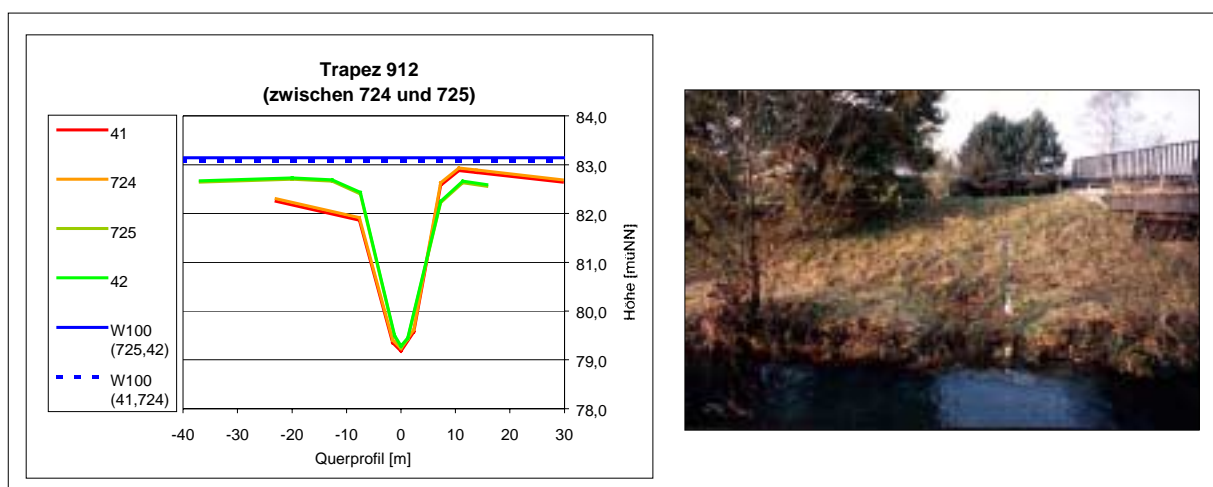 Trapez 912
(zwischen 724 und 725)
41
724
725
42
W100
(725,42)
W100
(41,724)
84,0
83,0
82,0
81,0
80,0
79,0
78,0
Höhe [müNN]
-40 -30 -20 -10 0 10 20 30
Querprofil [m]